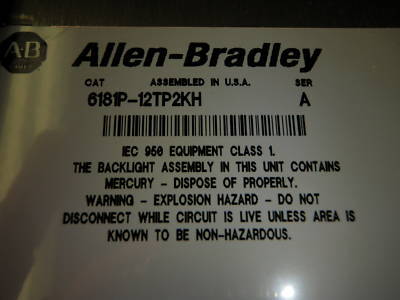 A-B
Allen-Bradley
CAT ASSEMBLED IN U.S.A. SER
6181P-12TP2KH A
IEC 950 EQUIPMENT CLASS 1.
THE BACKLIGHT ASSEMBLY IN THIS UNIT CONTAINS
MERCURY - DISPOSE OF PROPERLY.
WARNING - EXPLOSION HAZARD - DO NOT
DISCONNECT WHILE CIRCUIT IS LIVE UNLESS AREA IS
KNOWN TO BE NON-HAZARDOUS.